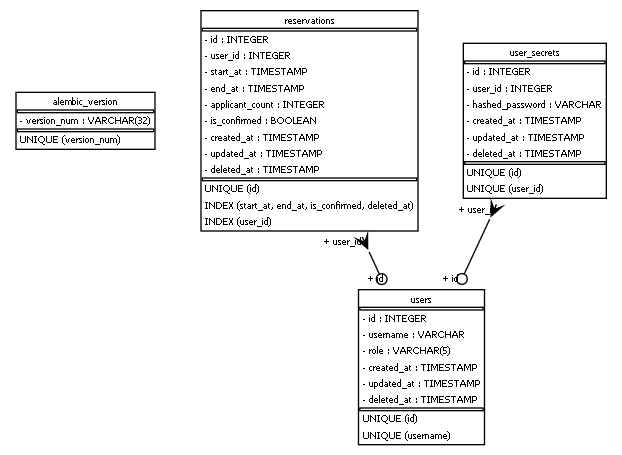 reservations
- id : INTEGER
- user_id : INTEGER
- start_at : TIMESTAMP
- end_at : TIMESTAMP
- applicant_count : INTEGER
- is_confirmed : BOOLEAN
- created_at : TIMESTAMP
- updated_at : TIMESTAMP
- deleted_at : TIMESTAMP
UNIQUE (id)
INDEX (start_at, end_at, is_confirmed, deleted_at)
INDEX (user_id)
user_secrets
- id : INTEGER
- user_id : INTEGER
- hashed_password : VARCHAR
- created_at : TIMESTAMP
- updated_at : TIMESTAMP
- deleted_at : TIMESTAMP
UNIQUE (id)
UNIQUE (user_id)
alembic_version
- version_num : VARCHAR(32)
UNIQUE (version_num)
+ user_id
+ user_id
+ id
+ id
users
- id : INTEGER
- username : VARCHAR
- role : VARCHAR(5)
- created_at : TIMESTAMP
- updated_at : TIMESTAMP
- deleted_at : TIMESTAMP
UNIQUE (id)
UNIQUE (username)